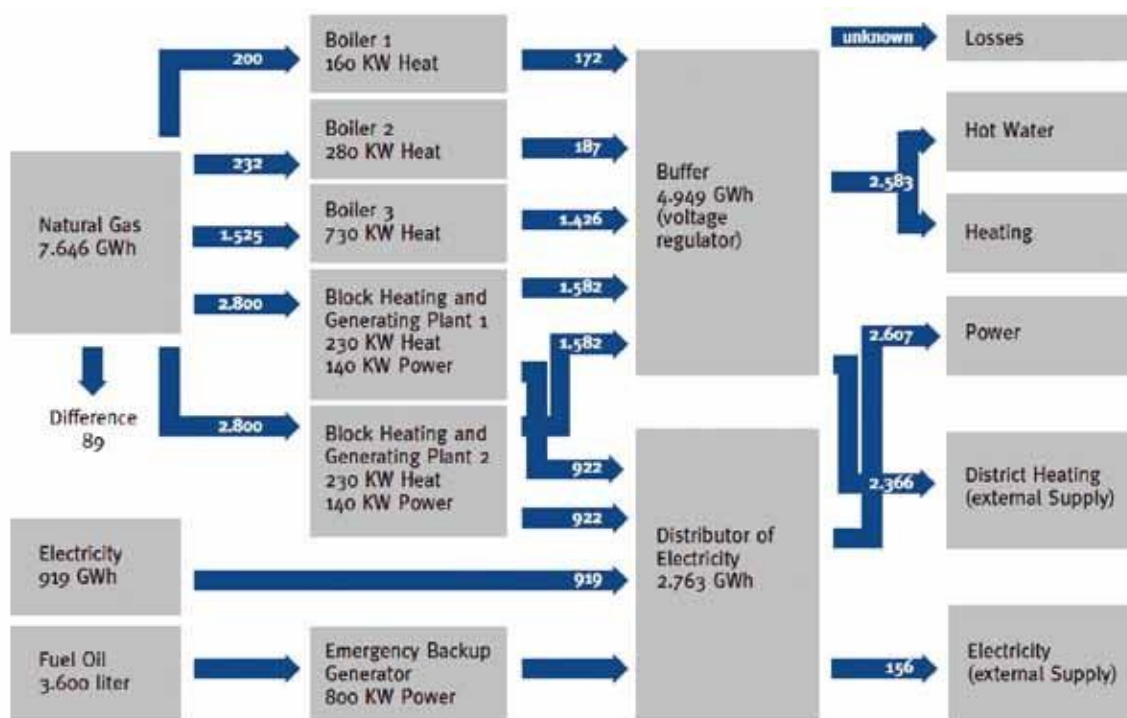 Natural Gas
7.646 GWh
Difference
89
Electricity
919 GWh
Fuel Oil
3.600 liter
200
232
1.525
2.800
2.800
919
Boiler 1
160 KW Heat
Boiler 2
280 KW Heat
Boiler 3
730 KW Heat
Block Heating and
Generating Plant 1
230 KW Heat
140 KW Power
Block Heating and
Generating Plant 2
230 KW Heat
140 KW Power
Emergency Backup
Generator
800 KW Power
172
187
1.426
1.582
1.582
922
922
Buffer
4.949 GWh
(voltage
regulator)
Distributor of
Electricity
2.763 GWh
unknown
2.583
2.607
2.366
156
Losses
Hot Water
Heating
Power
District Heating
(external Supply)
Electricity
(external Supply)